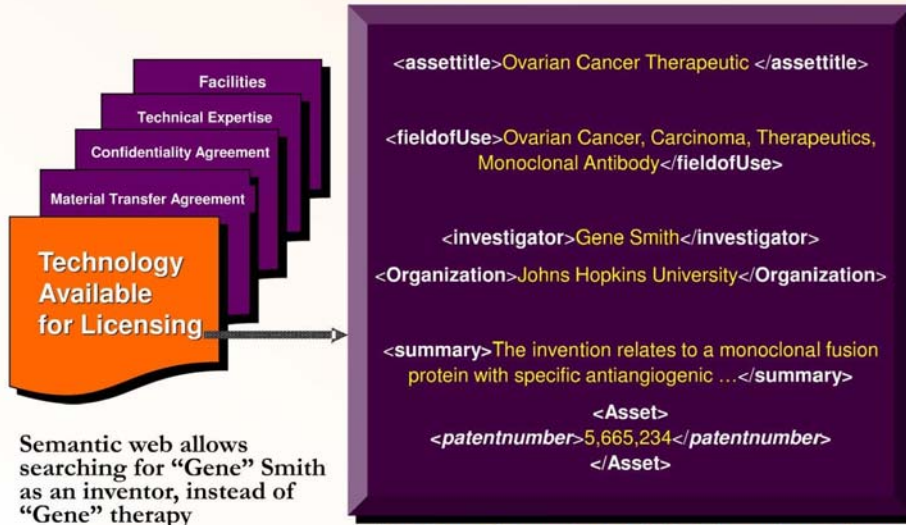 Facilities
Technical Expertise
Confidentiality Agreement
Material Transfer Agreement
Technology
Available
for Licensing
Semantic web allows
searching for “Gene” Smith
as an inventor, instead of
“Gene” therapy
<assettitle>Ovarian Cancer Therapeutic </assettitle>
<fieldofUse>Ovarian Cancer, Carcinoma, Therapeutics,
Monoclonal Antibody</fieldofUse>
<investigator>Gene Smith</investigator>
<Organization>Johns Hopkins University</Organization>
<summary>The invention relates to a monoclonal fusion
protein with specific antiangiogenic …</summary>
<Asset>
<patentnumber>5,665,234</patentnumber>
</Asset>